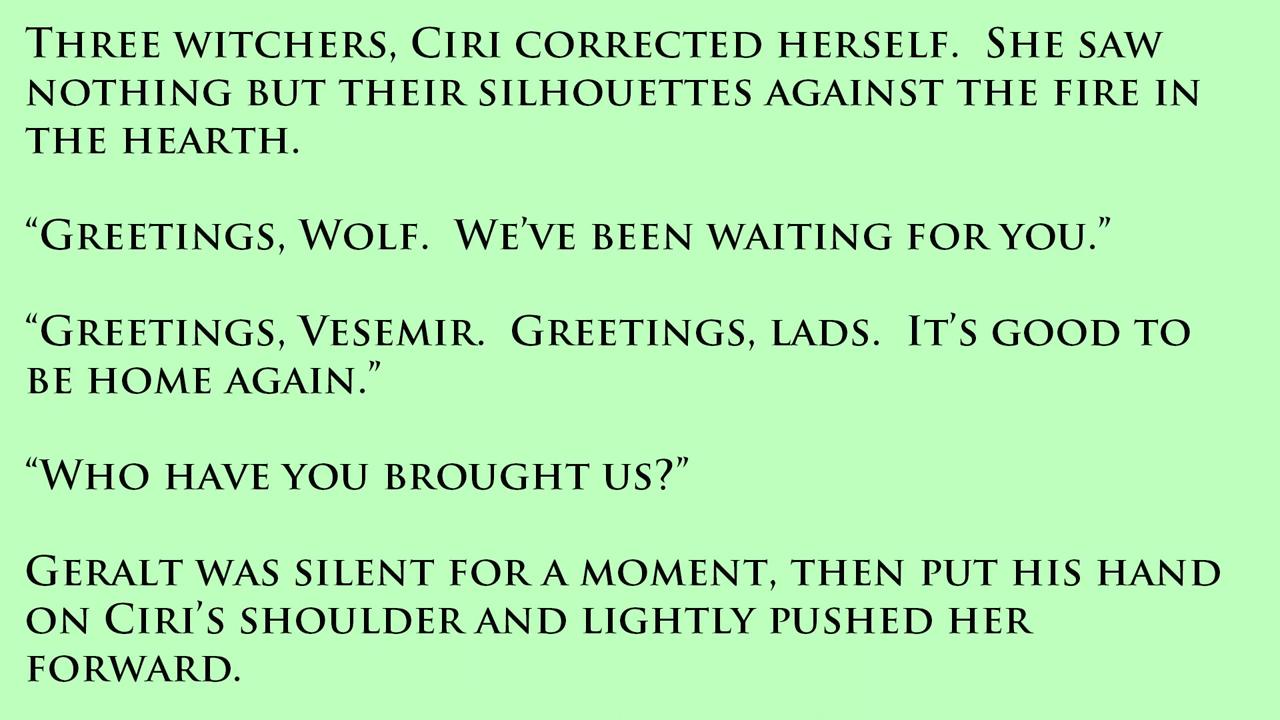 Three witchers, Ciri corrected herself.  She saw
nothing but their silhouettes against the fire in
the hearth.
“Greetings, Wolf.  We’ve been waiting for you.”
“Greetings, Vesemir.  Greetings, lads.  It’s good to
be home again.”
“Who have you brought us?”
Geralt was silent for a moment, then put his hand
on Ciri’s shoulder and lightly pushed her
forward.